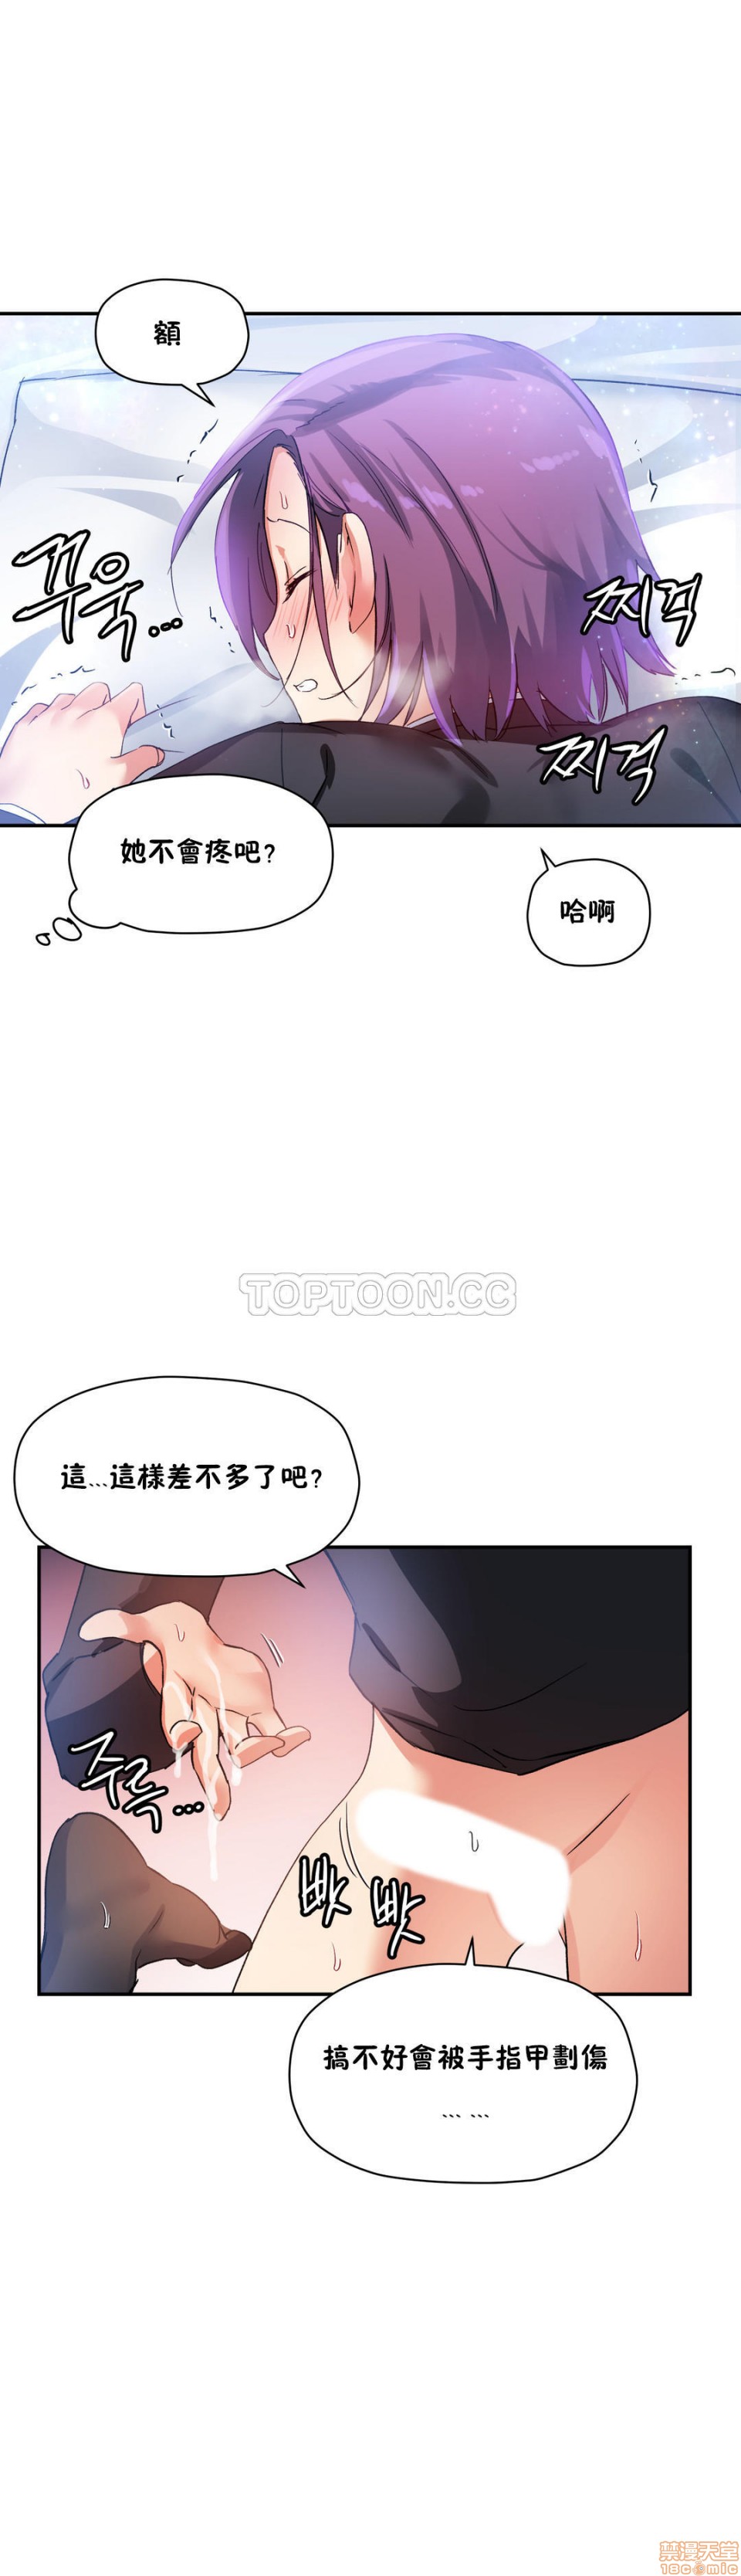 額
꾸욱...
찌걱
찌걱
她不會疼吧?
哈啊
TOPTOON.CC
這...這樣差不多了吧?
주륵...
뾰
搞不好會被手指甲劃傷
... ...
禁漫天堂
18comic